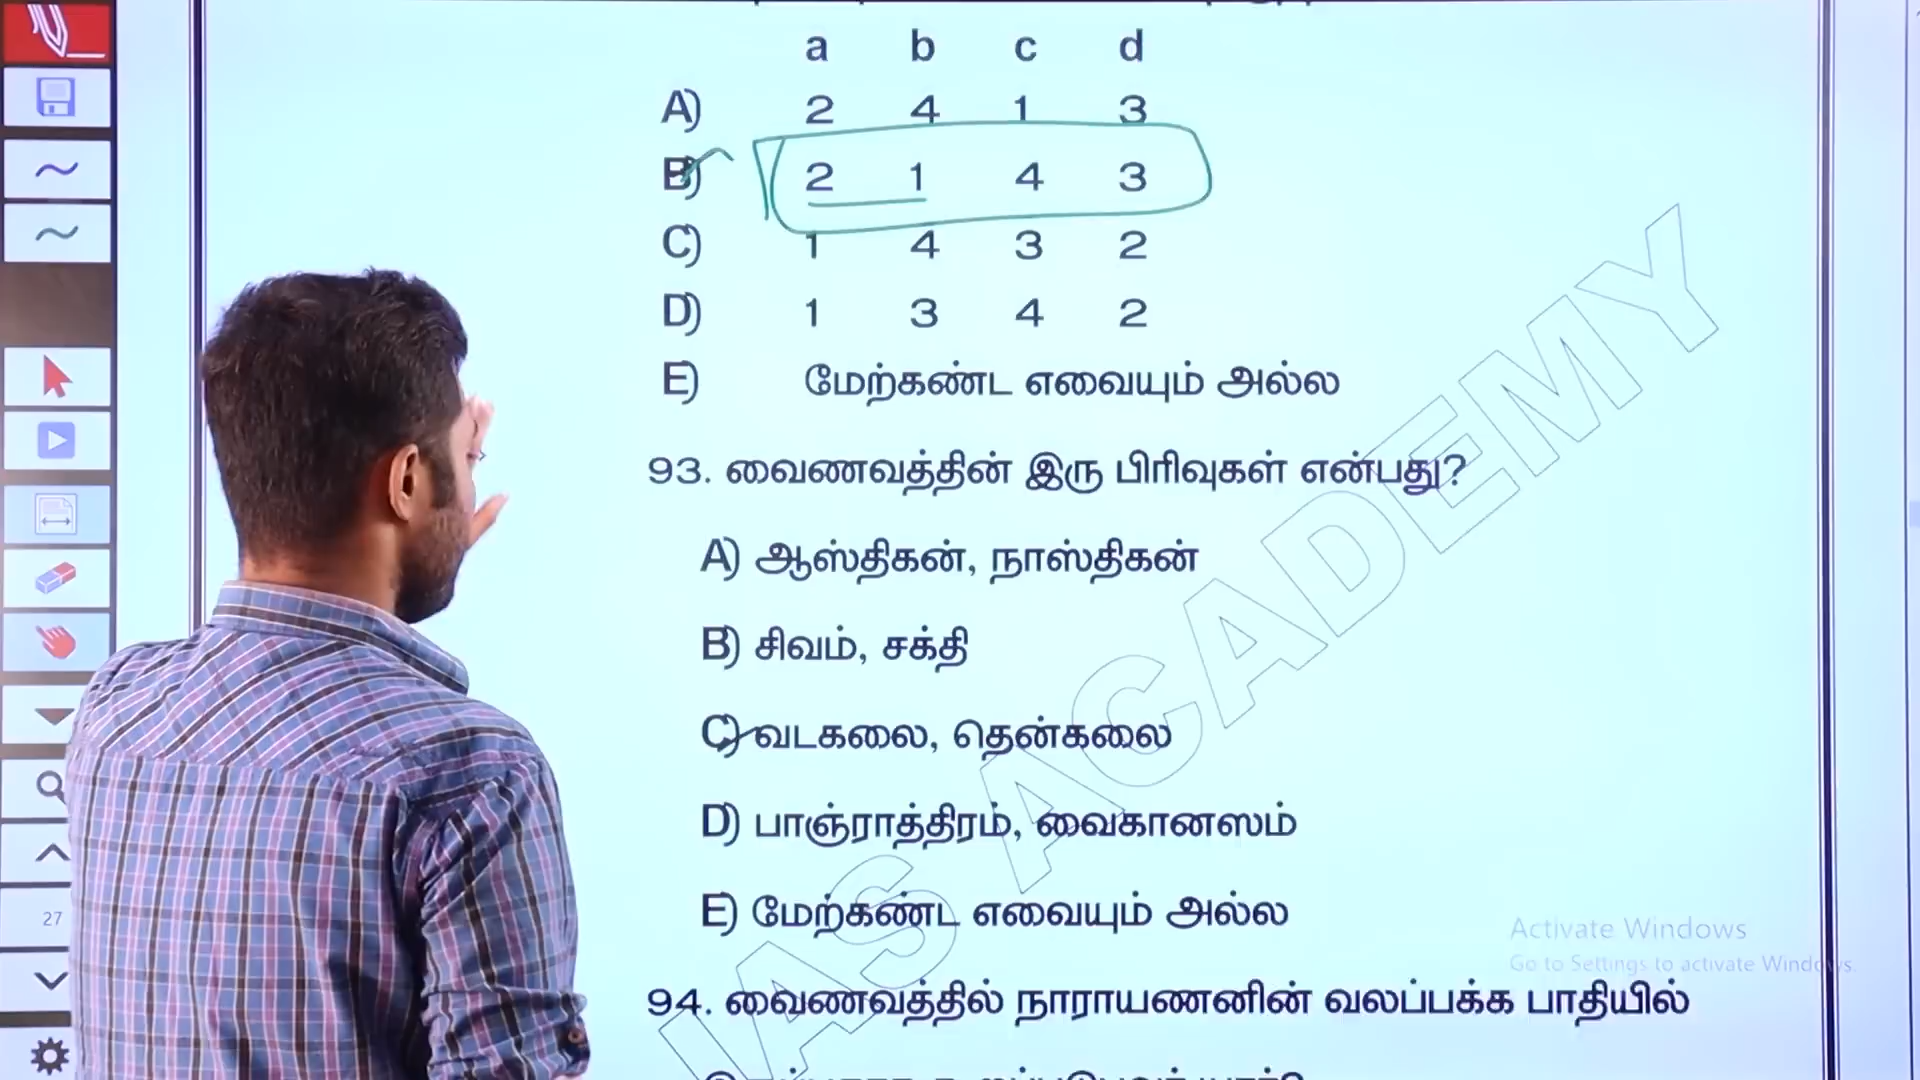 a b c d
A) 2 4 1 3
B) 2 1 4 3
C) 1 4 3 2
D) 1 3 4 2
E) மேற்கண்ட எவையும் அல்ல
93. வைணவத்தின் இரு பிரிவுகள் என்பது?
A) ஆஸ்திகன், நாஸ்திகன்
B) சிவம், சக்தி
C) வடகலை, தென்கலை
D) பாஞ்ராத்திரம், வைகானஸம்
E) மேற்கண்ட எவையும் அல்ல
94. வைணவத்தில் நாராயணனின் வலப்பக்க பாதியில்
IAS ACADEMY
Activate Windows
Go to Settings to activate Windows.
27